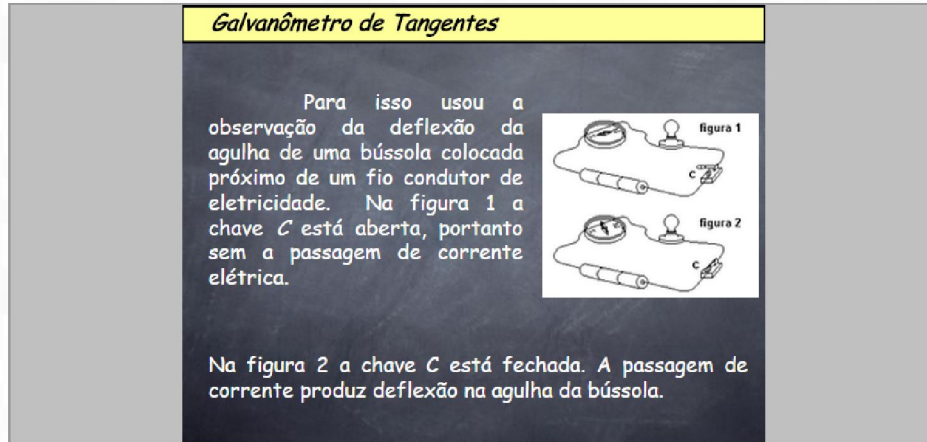 Galvanômetro de Tangentes
Para isso usou a
observação da deflexão da
agulha de uma bússola colocada
próximo de um fio condutor de
eletricidade. Na figura 1 a
chave C está aberta, portanto
sem a passagem de corrente
elétrica.
figura 1
C
figura 2
C
Na figura 2 a chave C está fechada. A passagem de
corrente produz deflexão na agulha da bússola.